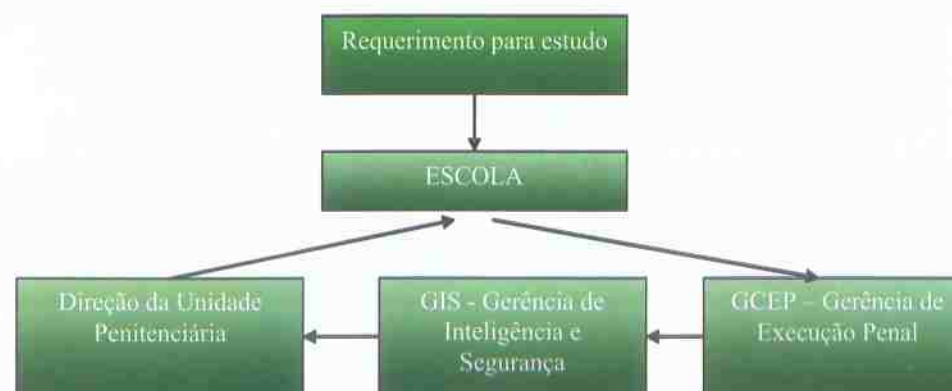 Requerimento para estudo
ESCOLA
Direção da Unidade
Penitenciária
GIS - Gerência de
Inteligência e
Segurança
GCEP – Gerência de
Execução Penal